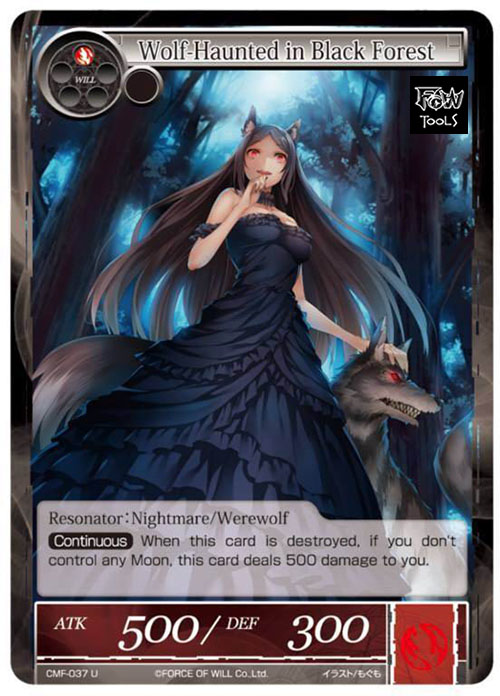 WILL
Wolf-Haunted in Black Forest
FOW
TOOLS
Resonator: Nightmare/Werewolf
Continuous When this card is destroyed, if you don't
control any Moon, this card deals 500 damage to you.
ATK 500/ DEF 300
CMF-037 U ©FORCE OF WILL Co.Ltd. イラスト/もぐも